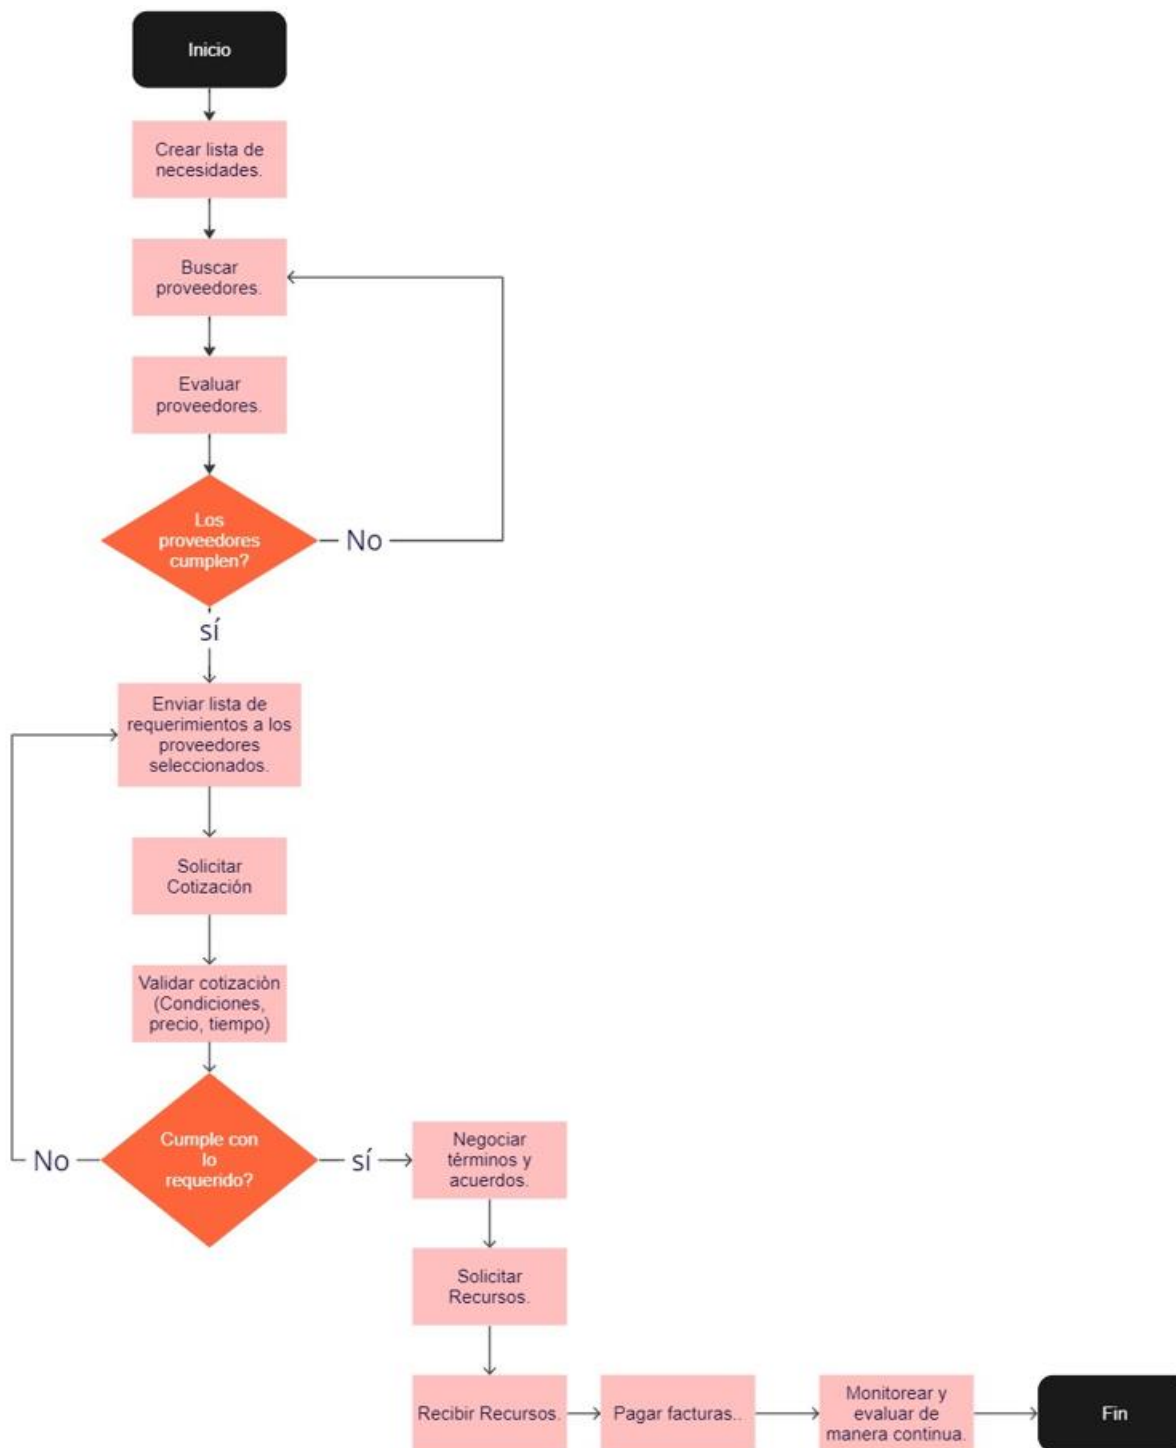 Inicio
Crear lista de
necesidades.
Buscar
proveedores.
Evaluar
proveedores.
Los
proveedores
cumplen?
No
sí
Enviar lista de
requerimientos a los
proveedores
seleccionados.
Solicitar
Cotización
Validar cotización
(Condiciones,
precio, tiempo)
Cumple con
lo
requerido?
No
sí
Negociar
términos y
acuerdos.
Solicitar
Recursos.
Recibir Recursos.
Pagar facturas..
Monitorear y
evaluar de
manera continua.
Fin